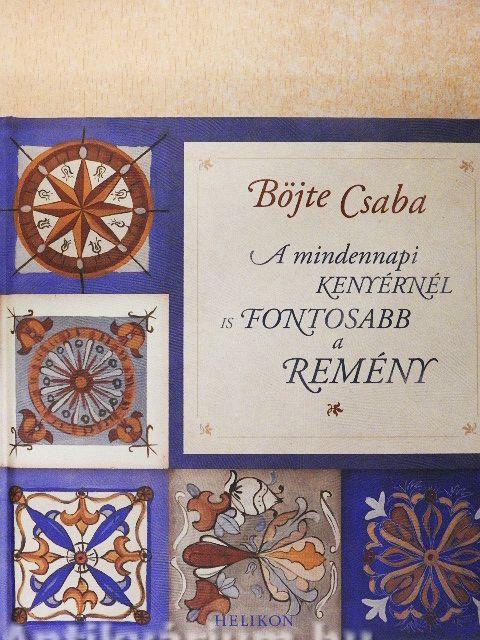 Böjte Csaba
A mindennapi
KENYÉRNÉL
IS FONTOSABB
a
REMÉNY
HELIKON